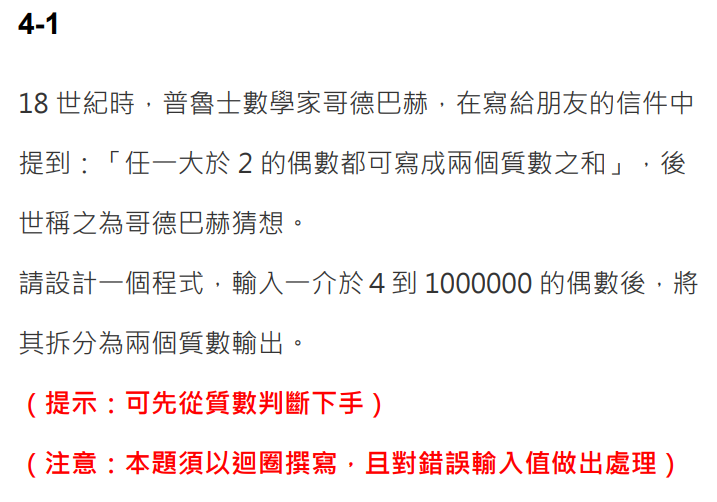 4-1
18 世紀時，普魯士數學家哥德巴赫，在寫給朋友的信件中
提到：「任一大於 2 的偶數都可寫成兩個質數之和」，後
世稱之為哥德巴赫猜想。
請設計一個程式，輸入一介於 4 到 1000000 的偶數後，將
其拆分為兩個質數輸出。
（提示：可先從質數判斷下手）
（注意：本題須以迴圈撰寫，且對錯誤輸入值做出處理）